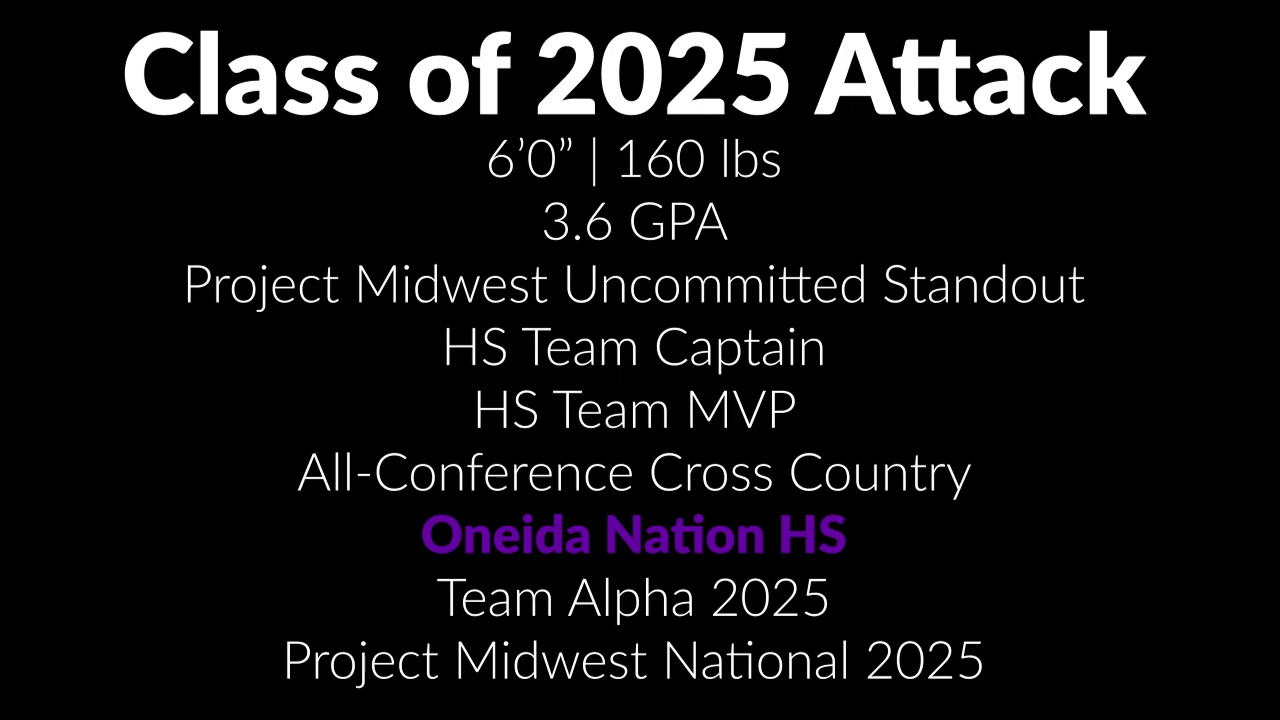 Class of 2025 Attack
6’0” | 160 lbs
3.6 GPA
Project Midwest Uncommitted Standout
HS Team Captain
HS Team MVP
All-Conference Cross Country
Oneida Nation HS
Team Alpha 2025
Project Midwest National 2025